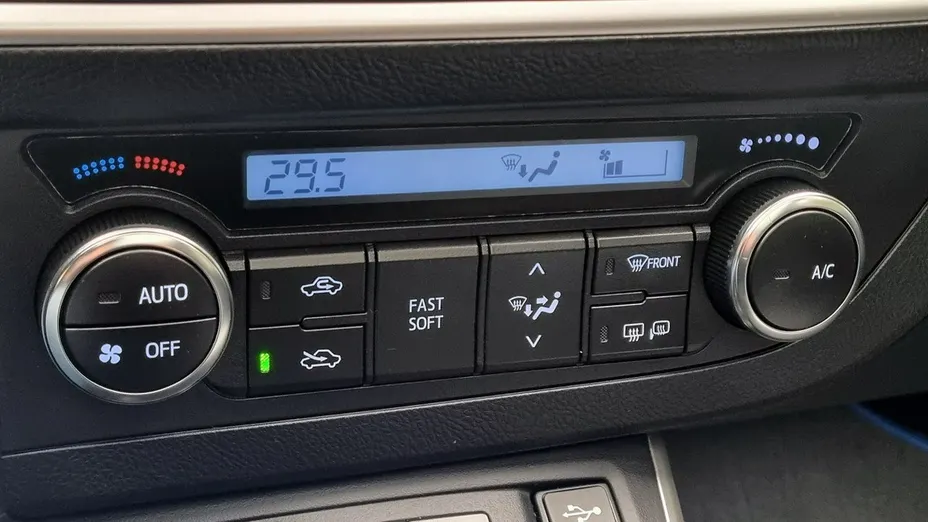 29.5
AUTO
OFF
FAST
SOFT
FRONT
A/C